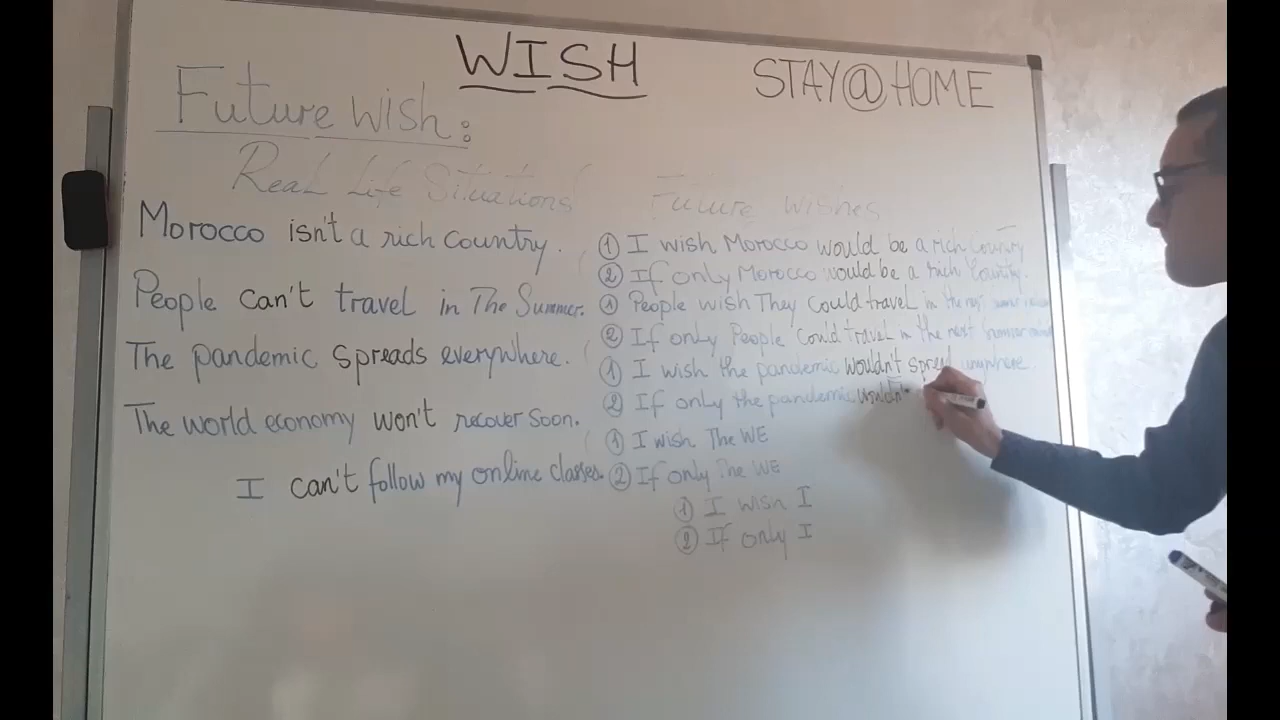 WISH
STAY@HOME
Future wish:
Real Life Situations
Future wishes
Morocco isn't a rich country.
① I wish Morocco would be a rich country
② If only Morocco would be a rich country.
People can't travel in The Summer.
① People wish They Could travel in the
② If only People Could travel in the next summer
The pandemic spreads everywhere.
① I wish the pandemic wouldn't spread anywhere.
② If only the pandemic wouldn't
The world economy won't recover soon.
① I wish The WE
② If only The WE
I can't follow my online classes.
① I wish I
② If only I